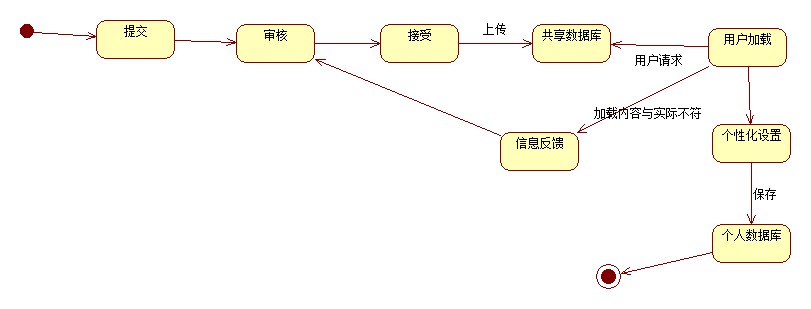 提交
审核
接受
上传
共享数据库
用户加载
用户请求
加载内容与实际不符
信息反馈
个性化设置
保存
个人数据库